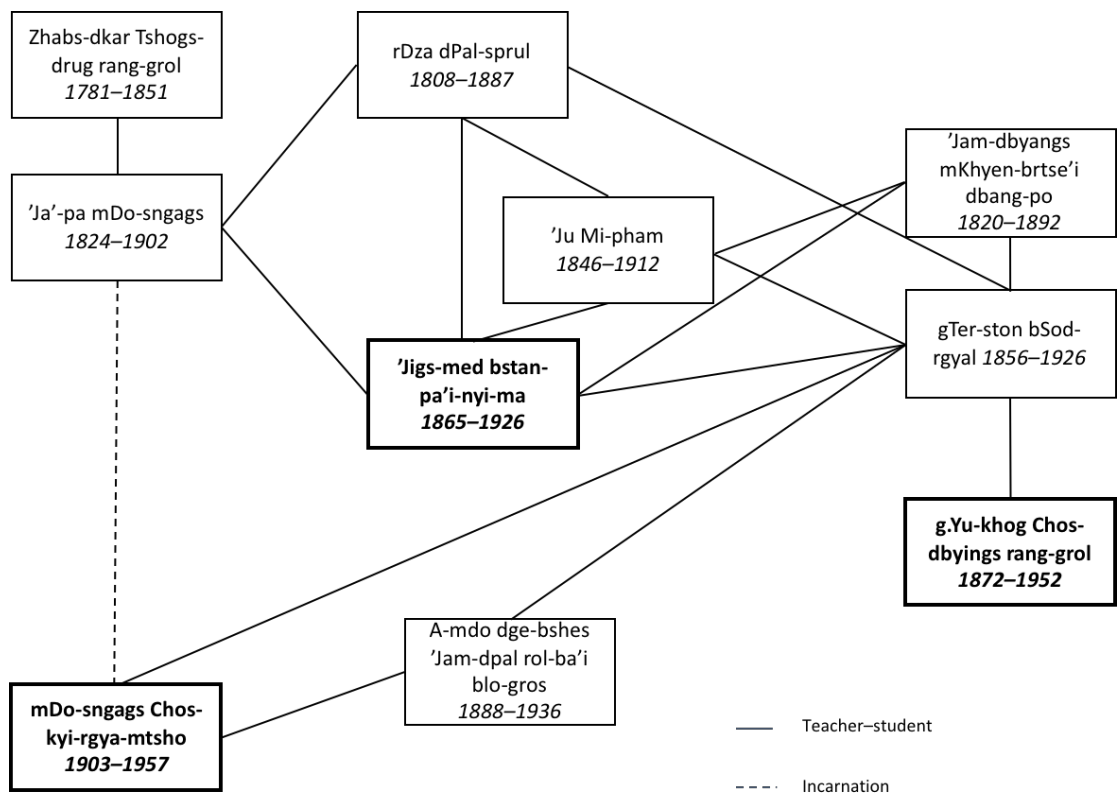 Zhabs-dkar Tshogs-
drug rang-grol
1781–1851
rDza dPal-sprul
1808–1887
’Jam-dbyangs
mKhyen-brtse’i
dbang-po
1820–1892
’Ja’-pa mDo-sngags
1824–1902
’Ju Mi-pham
1846–1912
gTer-ston bSod-
rgyal 1856–1926
’Jigs-med bstan-
pa’i-nyi-ma
1865–1926
g.Yu-khog Chos-
dbyings rang-grol
1872–1952
A-mdo dge-bshes
’Jam-dpal rol-ba’i
blo-gros
1888–1936
mDo-sngags Chos-
kyi-rgya-mtsho
1903–1957
Teacher–student
Incarnation